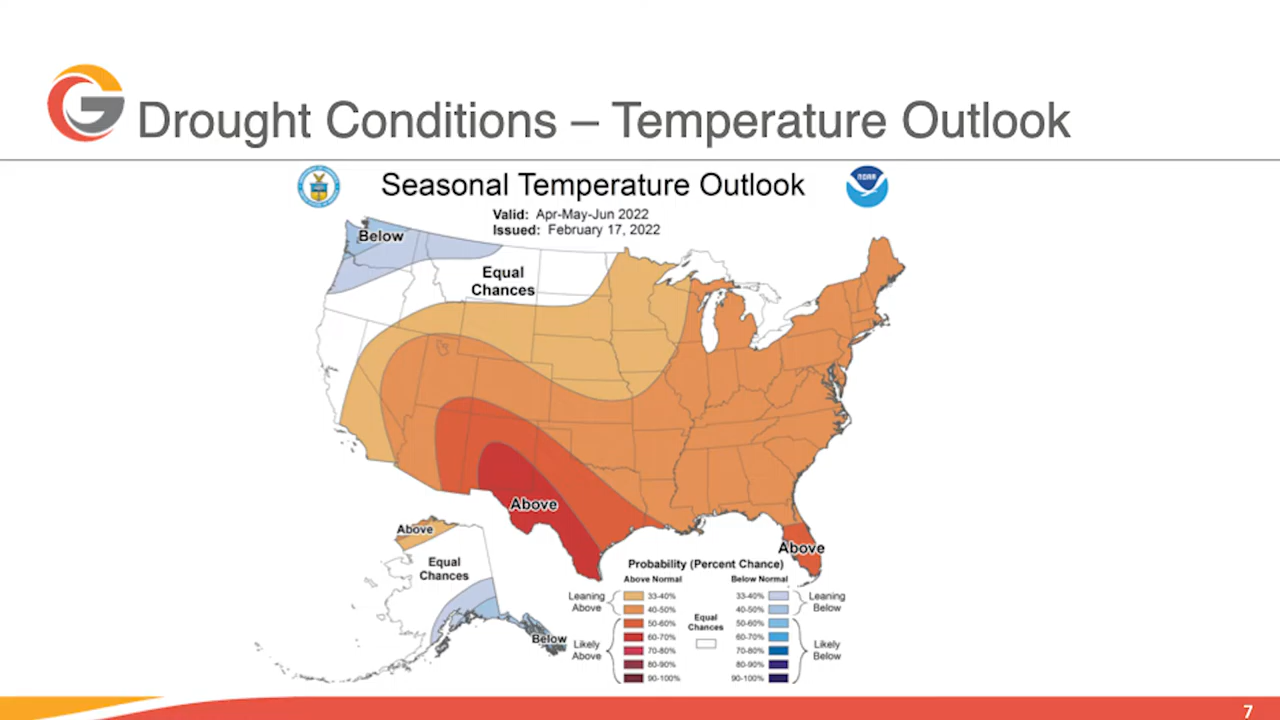 Drought Conditions – Temperature Outlook
Seasonal Temperature Outlook
NOAA
Valid: Apr-May-Jun 2022
Issued: February 17, 2022
Below
Equal
Chances
Above
Above
Above
Equal
Chances
Below
Probability (Percent Chance)
Above Normal
Below Normal
Leaning
Above
33-40%
40-50%
Likely
Above
50-60%
60-70%
70-80%
80-90%
90-100%
Equal
Chances
33-40%
40-50%
Leaning
Below
50-60%
60-70%
70-80%
80-90%
90-100%
Likely
Below
7